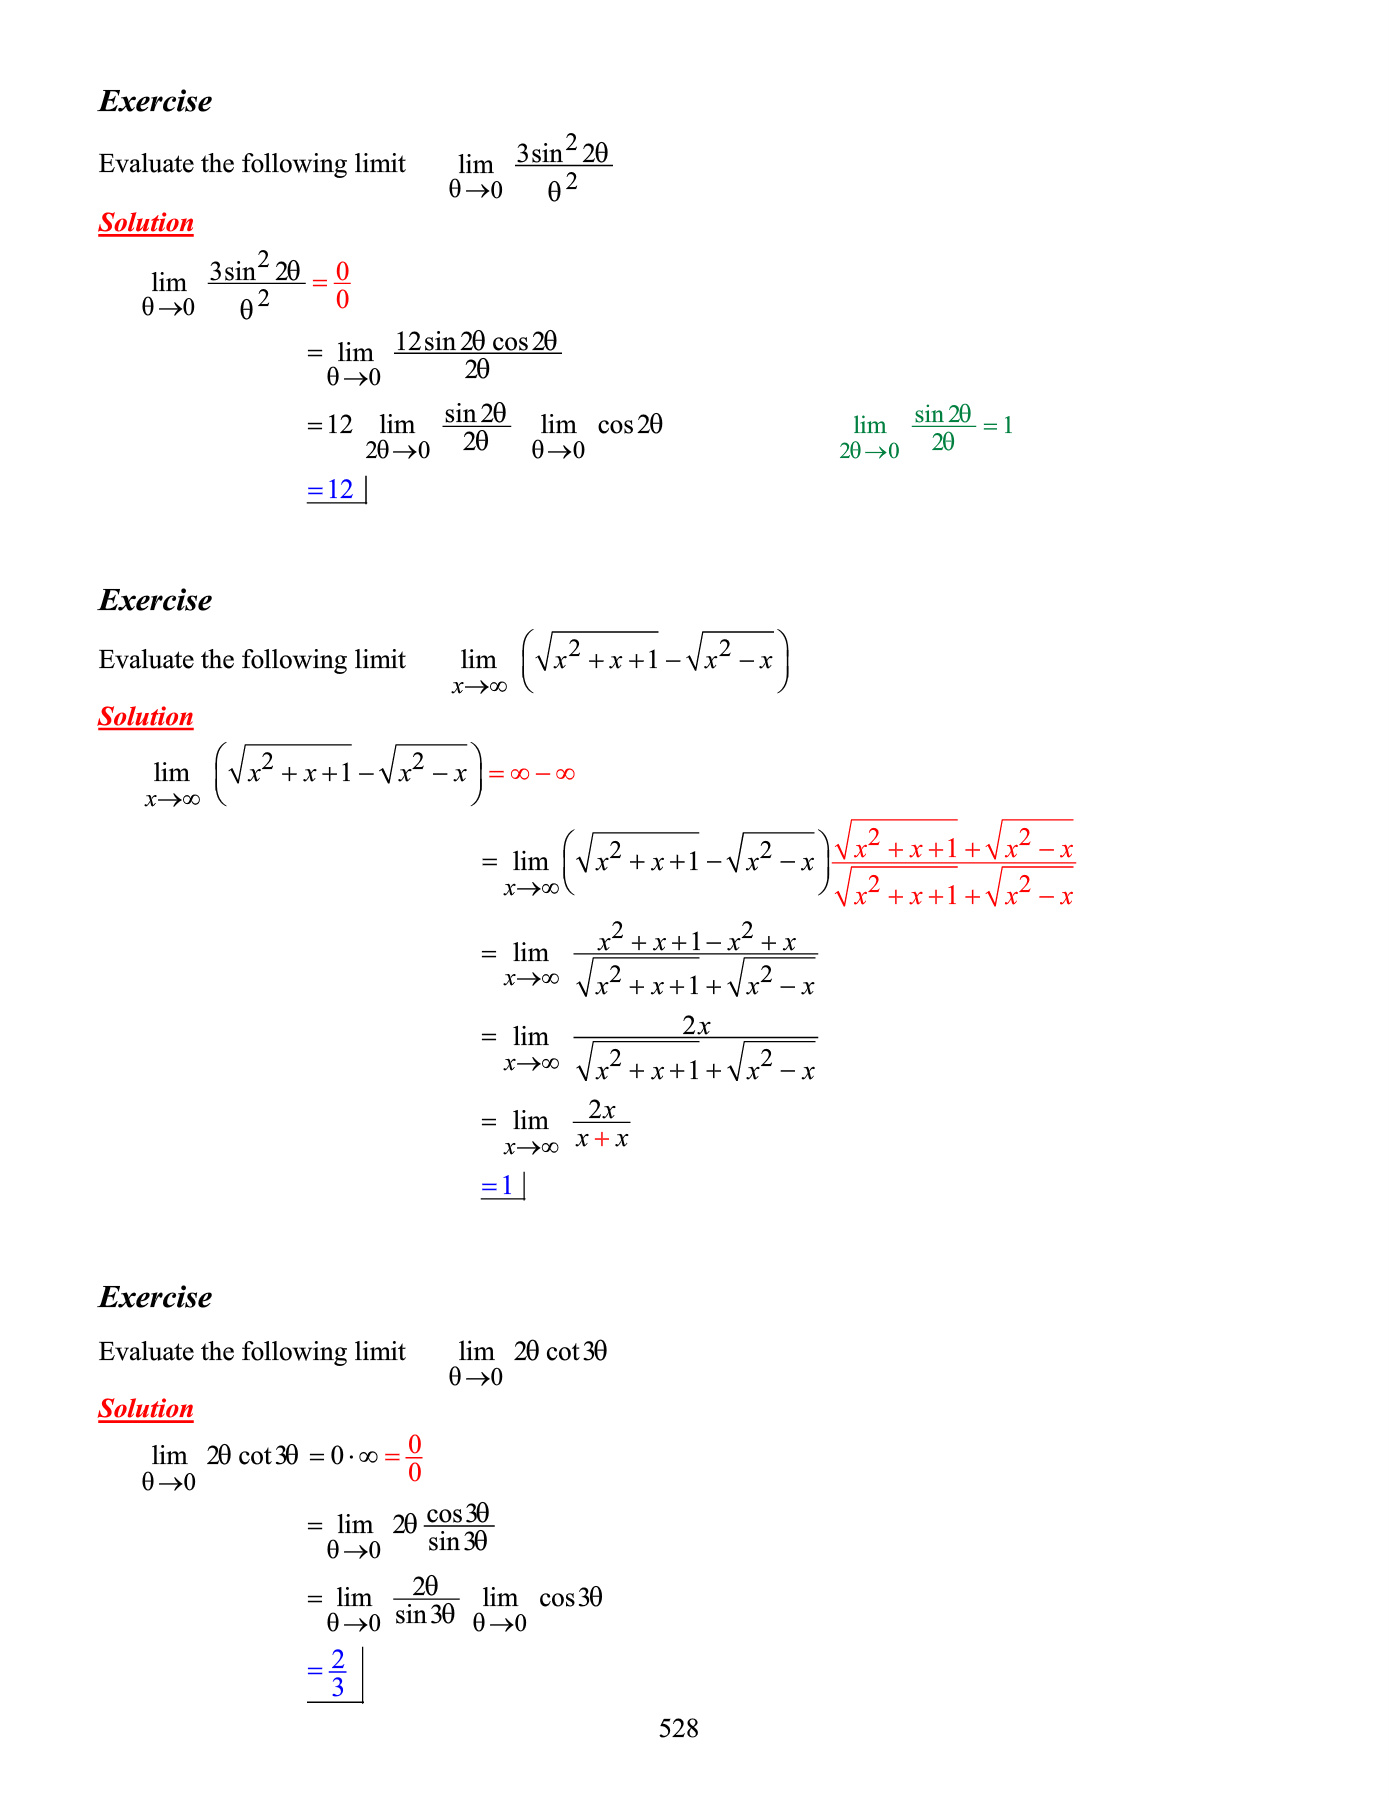 Exercise
Evaluate the following limit $\lim_{\theta \to 0} \frac{3\sin^2 2\theta}{\theta^2}$
Solution
$\lim_{\theta \to 0} \frac{3\sin^2 2\theta}{\theta^2} = \frac{0}{0}$
$= \lim_{\theta \to 0} \frac{12\sin 2\theta \cos 2\theta}{2\theta}$
$= 12 \lim_{2\theta \to 0} \frac{\sin 2\theta}{2\theta} \lim_{\theta \to 0} \cos 2\theta$ $\lim_{2\theta \to 0} \frac{\sin 2\theta}{2\theta} = 1$
$= 12$
Exercise
Evaluate the following limit $\lim_{x \to \infty} \left( \sqrt{x^2 + x + 1} - \sqrt{x^2 - x} \right)$
Solution
$\lim_{x \to \infty} \left( \sqrt{x^2 + x + 1} - \sqrt{x^2 - x} \right) = \infty - \infty$
$= \lim_{x \to \infty} \left( \sqrt{x^2 + x + 1} - \sqrt{x^2 - x} \right) \frac{\sqrt{x^2 + x + 1} + \sqrt{x^2 - x}}{\sqrt{x^2 + x + 1} + \sqrt{x^2 - x}}$
$= \lim_{x \to \infty} \frac{x^2 + x + 1 - x^2 + x}{\sqrt{x^2 + x + 1} + \sqrt{x^2 - x}}$
$= \lim_{x \to \infty} \frac{2x}{\sqrt{x^2 + x + 1} + \sqrt{x^2 - x}}$
$= \lim_{x \to \infty} \frac{2x}{x + x}$
$= 1$
Exercise
Evaluate the following limit $\lim_{\theta \to 0} 2\theta \cot 3\theta$
Solution
$\lim_{\theta \to 0} 2\theta \cot 3\theta = 0 \cdot \infty = \frac{0}{0}$
$= \lim_{\theta \to 0} 2\theta \frac{\cos 3\theta}{\sin 3\theta}$
$= \lim_{\theta \to 0} \frac{2\theta}{\sin 3\theta} \lim_{\theta \to 0} \cos 3\theta$
$= \frac{2}{3}$
528